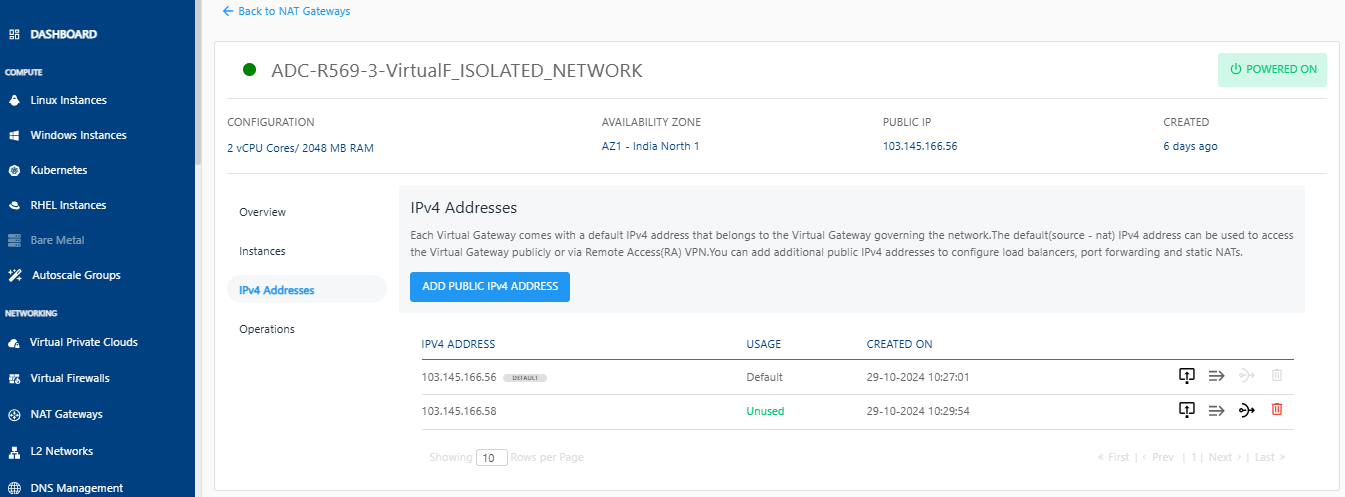 Back to NAT Gateways
DASHBOARD
COMPUTE
Linux Instances
Windows Instances
Kubernetes
RHEL Instances
Bare Metal
Autoscale Groups
NETWORKING
Virtual Private Clouds
Virtual Firewalls
NAT Gateways
L2 Networks
DNS Management
ADC-R569-3-VirtualF_ISOLATED_NETWORK
POWERED ON
CONFIGURATION AVAILABILITY ZONE PUBLIC IP CREATED
2 vCPU Cores/ 2048 MB RAM AZ1 - India North 1 103.145.166.56 6 days ago
Overview
Instances
IPv4 Addresses
Operations
IPv4 Addresses
Each Virtual Gateway comes with a default IPv4 address that belongs to the Virtual Gateway governing the network.The default(source - nat) IPv4 address can be used to access
the Virtual Gateway publicly or via Remote Access(RA) VPN.You can add additional public IPv4 addresses to configure load balancers, port forwarding and static NATs.
ADD PUBLIC IPv4 ADDRESS
IPV4 ADDRESS USAGE CREATED ON
103.145.166.56 DEFAULT Default 29-10-2024 10:27:01
103.145.166.58 Unused 29-10-2024 10:29:54
Showing 10 Rows per Page « First | ‹ Prev | 1 | Next › | Last »